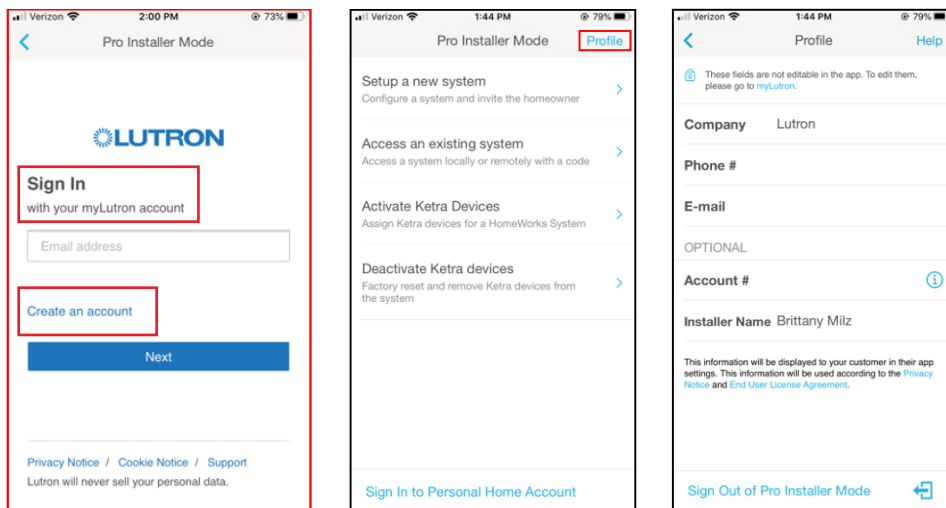 Verizon 2:00 PM 73%
Pro Installer Mode
LUTRON
Sign In
with your myLutron account
Email address
Create an account
Next
Privacy Notice / Cookie Notice / Support
Lutron will never sell your personal data.
Verizon 1:44 PM 79%
Pro Installer Mode Profile
Setup a new system
Configure a system and invite the homeowner
Access an existing system
Access a system locally or remotely with a code
Activate Ketra Devices
Assign Ketra devices for a HomeWorks System
Deactivate Ketra devices
Factory reset and remove Ketra devices from
the system
Sign In to Personal Home Account
Verizon 1:44 PM 79%
Profile Help
These fields are not editable in the app. To edit them,
please go to myLutron.
Company Lutron
Phone #
E-mail
OPTIONAL
Account #
Installer Name Brittany Milz
This information will be displayed to your customer in their app
settings. This information will be used according to the Privacy
Notice and End User License Agreement.
Sign Out of Pro Installer Mode